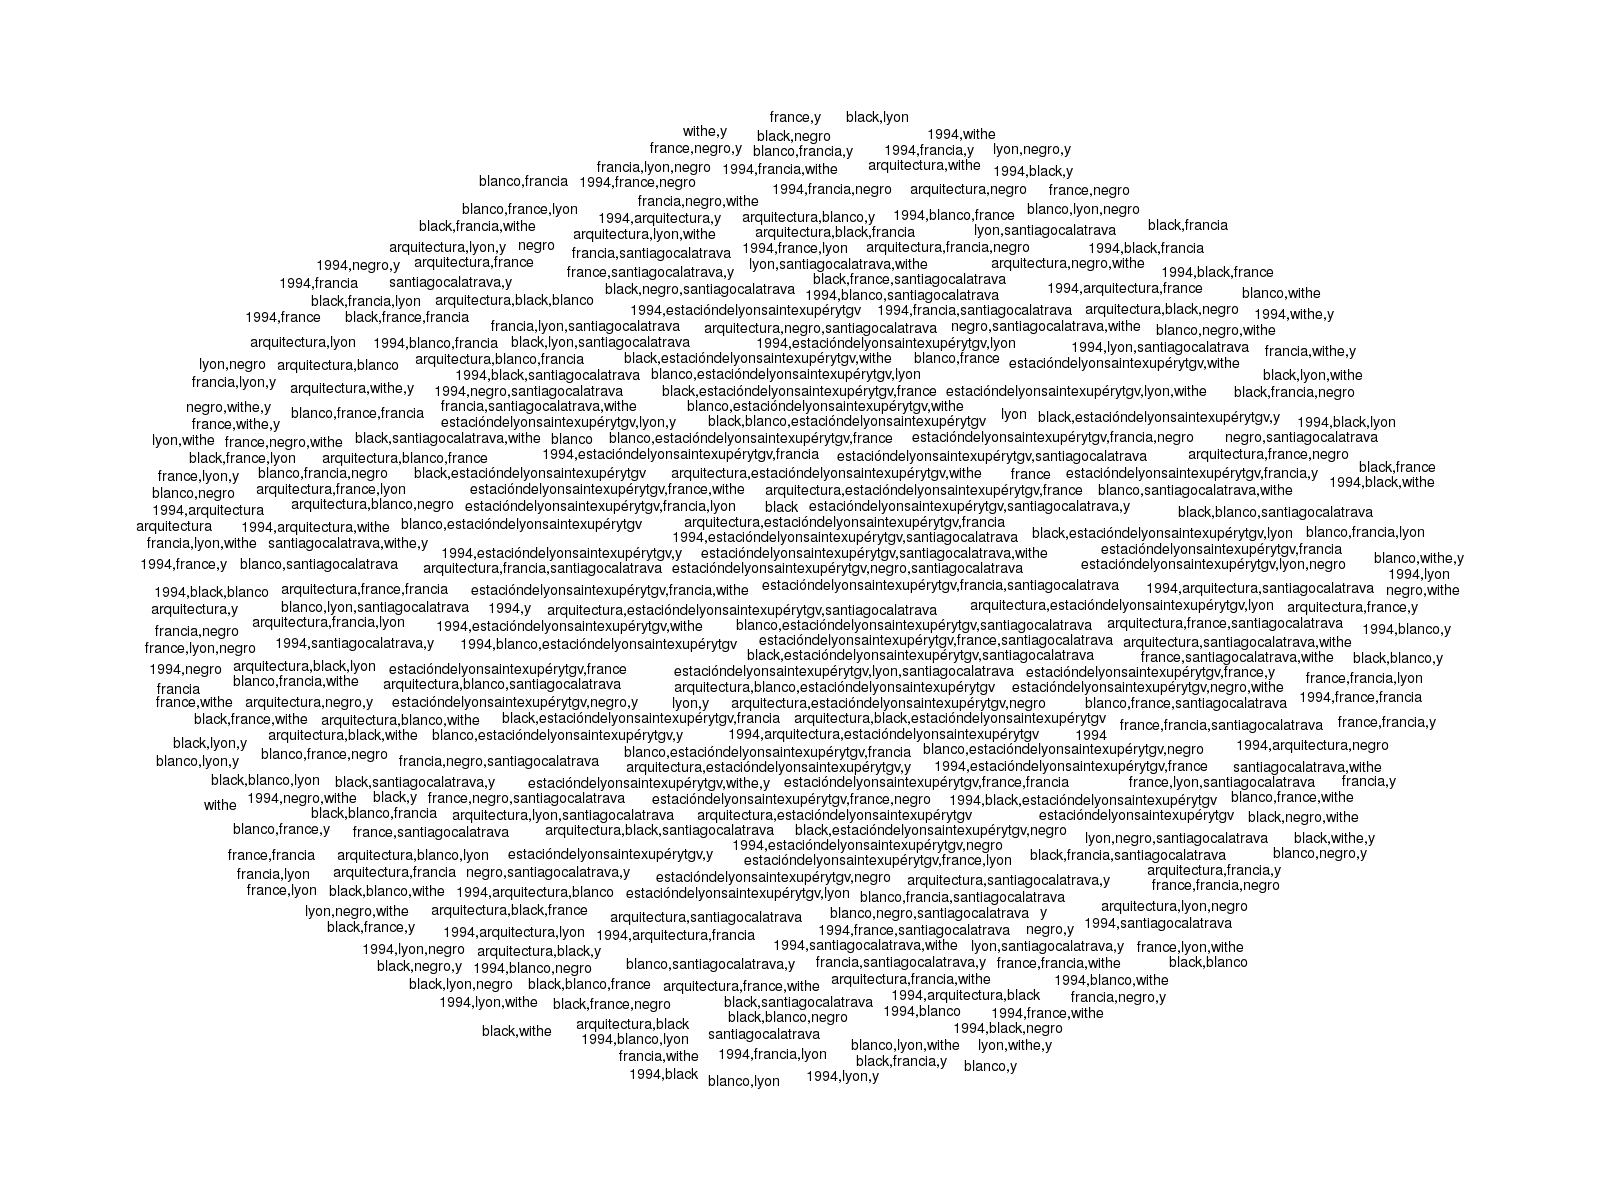 france,y black,lyon
withe,y black,negro 1994,withe
france,negro,y blanco,francia,y 1994,francia,y lyon,negro,y
francia,lyon,negro 1994,francia,withe arquitectura,withe 1994,black,y
blanco,francia 1994,france,negro 1994,francia,negro arquitectura,negro france,negro
francia,negro,withe
blanco,france,lyon 1994,arquitectura,y arquitectura,blanco,y 1994,blanco,france blanco,lyon,negro
black,francia,withe arquitectura,lyon,withe arquitectura,black,francia lyon,santiagocalatrava black,francia
arquitectura,lyon,y negro francia,santiagocalatrava 1994,france,lyon arquitectura,francia,negro 1994,black,francia
1994,negro,y arquitectura,france france,santiagocalatrava,y lyon,santiagocalatrava,withe arquitectura,negro,withe 1994,black,france
1994,francia santiagocalatrava,y black,negro,santiagocalatrava black,france,santiagocalatrava 1994,arquitectura,france blanco,withe
black,francia,lyon arquitectura,black,blanco 1994,blanco,santiagocalatrava
1994,france black,france,francia 1994,estacióndelyonsaintexupérytgv 1994,francia,santiagocalatrava arquitectura,black,negro 1994,withe,y
francia,lyon,santiagocalatrava arquitectura,negro,santiagocalatrava negro,santiagocalatrava,withe blanco,negro,withe
arquitectura,lyon 1994,blanco,francia black,lyon,santiagocalatrava 1994,estacióndelyonsaintexupérytgv,lyon 1994,lyon,santiagocalatrava francia,withe,y
lyon,negro arquitectura,blanco arquitectura,blanco,francia black,estacióndelyonsaintexupérytgv,withe blanco,france estacióndelyonsaintexupérytgv,withe
francia,lyon,y 1994,black,santiagocalatrava blanco,estacióndelyonsaintexupérytgv,lyon black,lyon,withe
arquitectura,withe,y 1994,negro,santiagocalatrava black,estacióndelyonsaintexupérytgv,france estacióndelyonsaintexupérytgv,lyon,withe black,francia,negro
negro,withe,y blanco,france,francia francia,santiagocalatrava,withe blanco,estacióndelyonsaintexupérytgv,withe
france,withe,y estacióndelyonsaintexupérytgv,lyon,y black,blanco,estacióndelyonsaintexupérytgv lyon black,estacióndelyonsaintexupérytgv,y 1994,black,lyon
lyon,withe france,negro,withe black,santiagocalatrava,withe blanco blanco,estacióndelyonsaintexupérytgv,france estacióndelyonsaintexupérytgv,francia,negro negro,santiagocalatrava
black,france,lyon arquitectura,blanco,france 1994,estacióndelyonsaintexupérytgv,francia estacióndelyonsaintexupérytgv,santiagocalatrava arquitectura,france,negro
france,lyon,y blanco,francia,negro black,estacióndelyonsaintexupérytgv arquitectura,estacióndelyonsaintexupérytgv,withe france estacióndelyonsaintexupérytgv,francia,y black,france
blanco,negro arquitectura,france,lyon estacióndelyonsaintexupérytgv,france,withe arquitectura,estacióndelyonsaintexupérytgv,france blanco,santiagocalatrava,withe 1994,black,withe
1994,arquitectura arquitectura,blanco,negro estacióndelyonsaintexupérytgv,francia,lyon black estacióndelyonsaintexupérytgv,santiagocalatrava,y black,blanco,santiagocalatrava
arquitectura 1994,arquitectura,withe blanco,estacióndelyonsaintexupérytgv arquitectura,estacióndelyonsaintexupérytgv,francia
1994,estacióndelyonsaintexupérytgv,santiagocalatrava black,estacióndelyonsaintexupérytgv,lyon blanco,francia,lyon
francia,lyon,withe santiagocalatrava,withe,y 1994,estacióndelyonsaintexupérytgv,y estacióndelyonsaintexupérytgv,santiagocalatrava,withe estacióndelyonsaintexupérytgv,francia blanco,withe,y
1994,france,y blanco,santiagocalatrava arquitectura,francia,santiagocalatrava estacióndelyonsaintexupérytgv,negro,santiagocalatrava estacióndelyonsaintexupérytgv,lyon,negro 1994,lyon
1994,black,blanco arquitectura,france,francia estacióndelyonsaintexupérytgv,francia,withe estacióndelyonsaintexupérytgv,francia,santiagocalatrava 1994,arquitectura,santiagocalatrava negro,withe
arquitectura,y blanco,lyon,santiagocalatrava 1994,y arquitectura,estacióndelyonsaintexupérytgv,santiagocalatrava arquitectura,estacióndelyonsaintexupérytgv,lyon arquitectura,france,y
francia,negro arquitectura,francia,lyon 1994,estacióndelyonsaintexupérytgv,withe blanco,estacióndelyonsaintexupérytgv,santiagocalatrava arquitectura,france,santiagocalatrava 1994,blanco,y
france,lyon,negro 1994,santiagocalatrava,y 1994,blanco,estacióndelyonsaintexupérytgv estacióndelyonsaintexupérytgv,france,santiagocalatrava arquitectura,santiagocalatrava,withe
black,estacióndelyonsaintexupérytgv,santiagocalatrava france,santiagocalatrava,withe black,blanco,y
1994,negro arquitectura,black,lyon estacióndelyonsaintexupérytgv,france estacióndelyonsaintexupérytgv,lyon,santiagocalatrava estacióndelyonsaintexupérytgv,france,y france,francia,lyon
francia blanco,francia,withe arquitectura,blanco,santiagocalatrava arquitectura,blanco,estacióndelyonsaintexupérytgv estacióndelyonsaintexupérytgv,negro,withe
france,withe arquitectura,negro,y estacióndelyonsaintexupérytgv,negro,y lyon,y arquitectura,estacióndelyonsaintexupérytgv,negro blanco,france,santiagocalatrava 1994,france,francia
black,france,withe arquitectura,blanco,withe black,estacióndelyonsaintexupérytgv,francia arquitectura,black,estacióndelyonsaintexupérytgv france,francia,santiagocalatrava france,francia,y
black,lyon,y arquitectura,black,withe blanco,estacióndelyonsaintexupérytgv,y 1994,arquitectura,estacióndelyonsaintexupérytgv 1994 1994,arquitectura,negro
blanco,lyon,y blanco,france,negro francia,negro,santiagocalatrava blanco,estacióndelyonsaintexupérytgv,francia blanco,estacióndelyonsaintexupérytgv,negro
arquitectura,estacióndelyonsaintexupérytgv,y 1994,estacióndelyonsaintexupérytgv,france santiagocalatrava,withe
black,blanco,lyon black,santiagocalatrava,y estacióndelyonsaintexupérytgv,withe,y estacióndelyonsaintexupérytgv,france,francia france,lyon,santiagocalatrava francia,y
withe 1994,negro,withe black,y france,negro,santiagocalatrava estacióndelyonsaintexupérytgv,france,negro 1994,black,estacióndelyonsaintexupérytgv blanco,france,withe
black,blanco,francia arquitectura,lyon,santiagocalatrava arquitectura,estacióndelyonsaintexupérytgv estacióndelyonsaintexupérytgv black,negro,withe
blanco,france,y france,santiagocalatrava arquitectura,black,santiagocalatrava black,estacióndelyonsaintexupérytgv,negro lyon,negro,santiagocalatrava black,withe,y
1994,estacióndelyonsaintexupérytgv,negro
france,francia arquitectura,blanco,lyon estacióndelyonsaintexupérytgv,y estacióndelyonsaintexupérytgv,france,lyon black,francia,santiagocalatrava blanco,negro,y
francia,lyon arquitectura,francia negro,santiagocalatrava,y estacióndelyonsaintexupérytgv,negro arquitectura,santiagocalatrava,y arquitectura,francia,y
france,lyon black,blanco,withe 1994,arquitectura,blanco estacióndelyonsaintexupérytgv,lyon blanco,francia,santiagocalatrava france,francia,negro
lyon,negro,withe arquitectura,black,france arquitectura,santiagocalatrava blanco,negro,santiagocalatrava y arquitectura,lyon,negro
black,france,y 1994,arquitectura,lyon 1994,arquitectura,francia 1994,france,santiagocalatrava negro,y 1994,santiagocalatrava
1994,lyon,negro arquitectura,black,y 1994,santiagocalatrava,withe lyon,santiagocalatrava,y france,lyon,withe
black,negro,y 1994,blanco,negro blanco,santiagocalatrava,y francia,santiagocalatrava,y france,francia,withe black,blanco
black,lyon,negro black,blanco,france arquitectura,france,withe arquitectura,francia,withe 1994,blanco,withe
1994,lyon,withe black,france,negro black,santiagocalatrava 1994,arquitectura,black francia,negro,y
black,blanco,negro 1994,blanco 1994,france,withe
black,withe arquitectura,black santiagocalatrava 1994,black,negro
1994,blanco,lyon blanco,lyon,withe lyon,withe,y
francia,withe 1994,francia,lyon black,francia,y blanco,y
1994,black blanco,lyon 1994,lyon,y